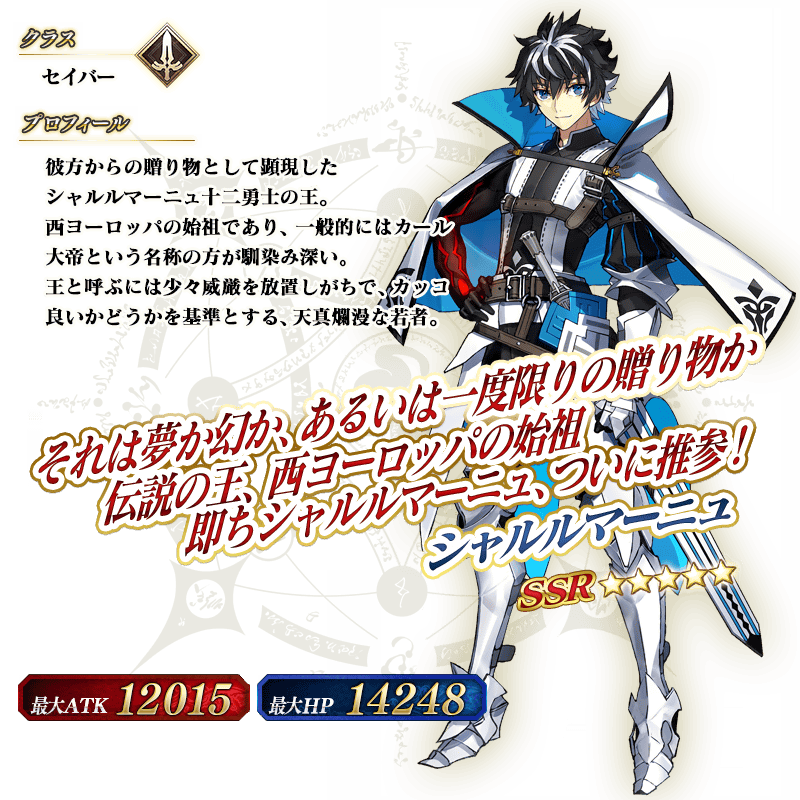 クラス
セイバー
プロフィール
彼方からの贈り物として顕現した
シャルルマーニュ十二勇士の王。
西ヨーロッパの始祖であり、一般的にはカール
大帝という名称の方が馴染み深い。
王と呼ぶには少々威厳を放置しがちで、カッコ
良いかどうかを基準とする、天真爛漫な若者。
それは夢か幻か、あるいは一度限りの贈り物か
伝説の王、西ヨーロッパの始祖
即ちシャルルマーニュ、ついに推参！
シャルルマーニュ
SSR ★★★★★
最大ATK 12015
最大HP 14248